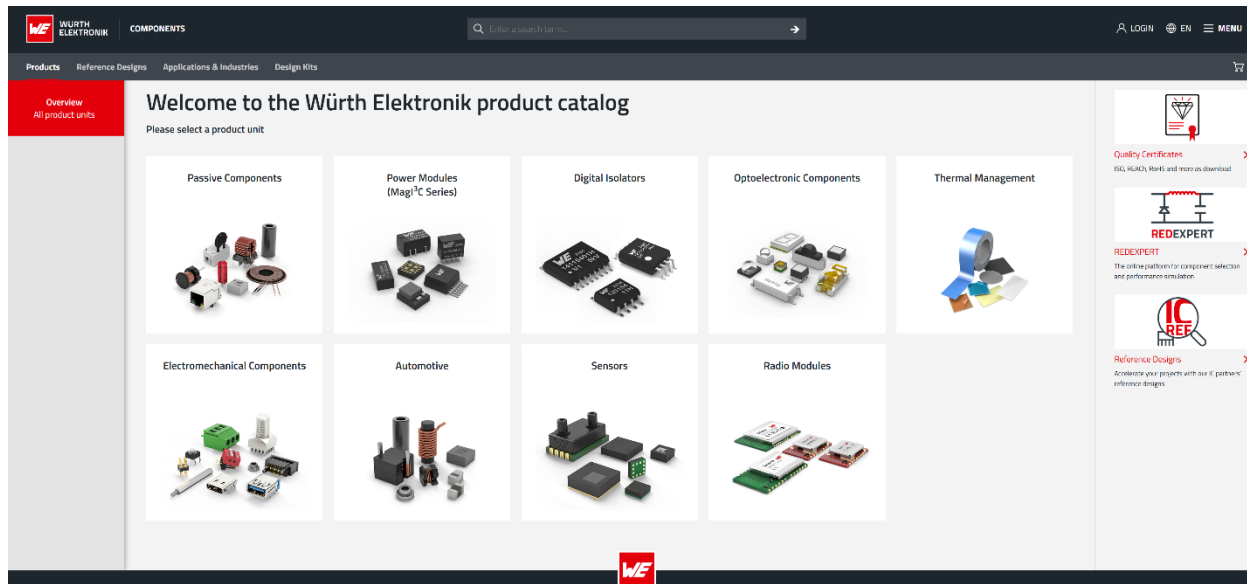 WE WÜRTH
ELEKTRONIK
COMPONENTS
Enter a search term...
LOGIN
EN
MENU
Products
Reference Designs
Applications & Industries
Design Kits
Overview
All product units
Welcome to the Würth Elektronik product catalog
Please select a product unit
Passive Components
Power Modules
(MagI³C Series)
Digital Isolators
Optoelectronic Components
Thermal Management
Electromechanical Components
Automotive
Sensors
Radio Modules
Quality Certificates
ISO, REACh, RoHS and more as download
REDEXPERT
REDEXPERT
The online platform for component selection
and performance simulation
IC
REF
Reference Designs
Accelerate your projects with our IC partners'
reference designs
WE